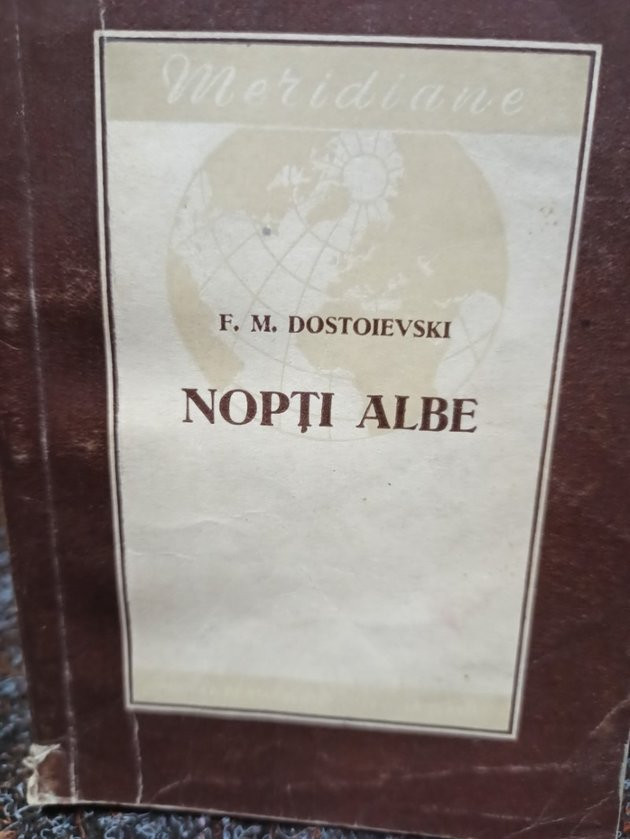 Meridiane
F. M. DOSTOIEVSKI
NOPȚI ALBE